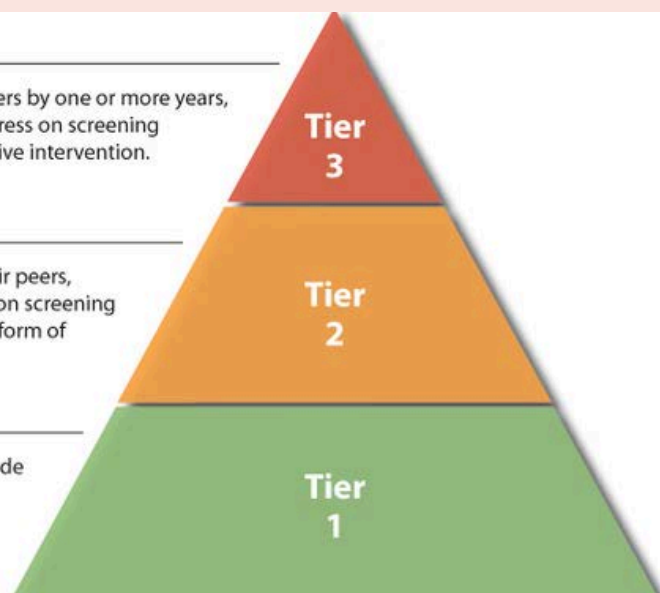 ers by one or more years,
ress on screening
ive intervention.
Tier
3
ir peers,
on screening
form of
Tier
2
de
Tier
1